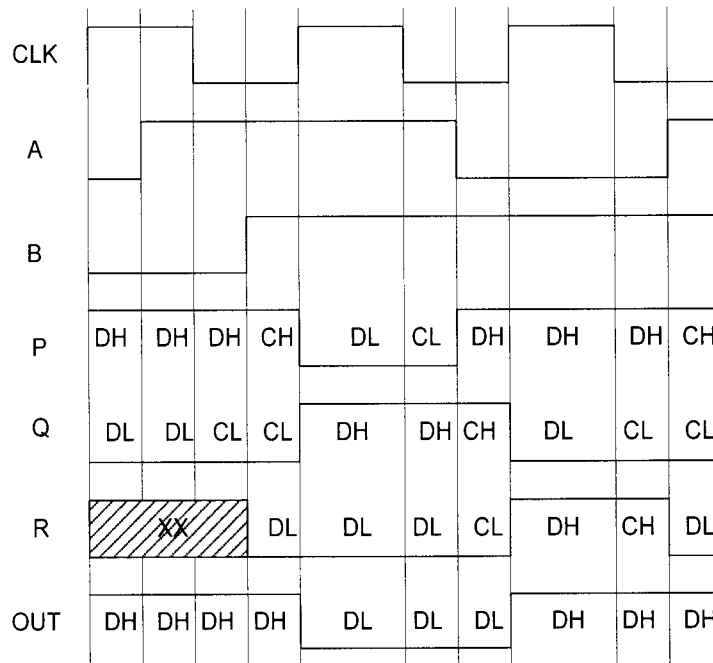 CLK
A
B
P DH DH DH CH DL CL DH DH DH CH
Q DL DL CL CL DH DH CH DL CL CL
R XX DL DL DL CL DH CH DL
OUT DH DH DH DH DL DL DL DH DH DH